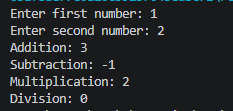 Enter first number: 1
Enter second number: 2
Addition: 3
Subtraction: -1
Multiplication: 2
Division: 0